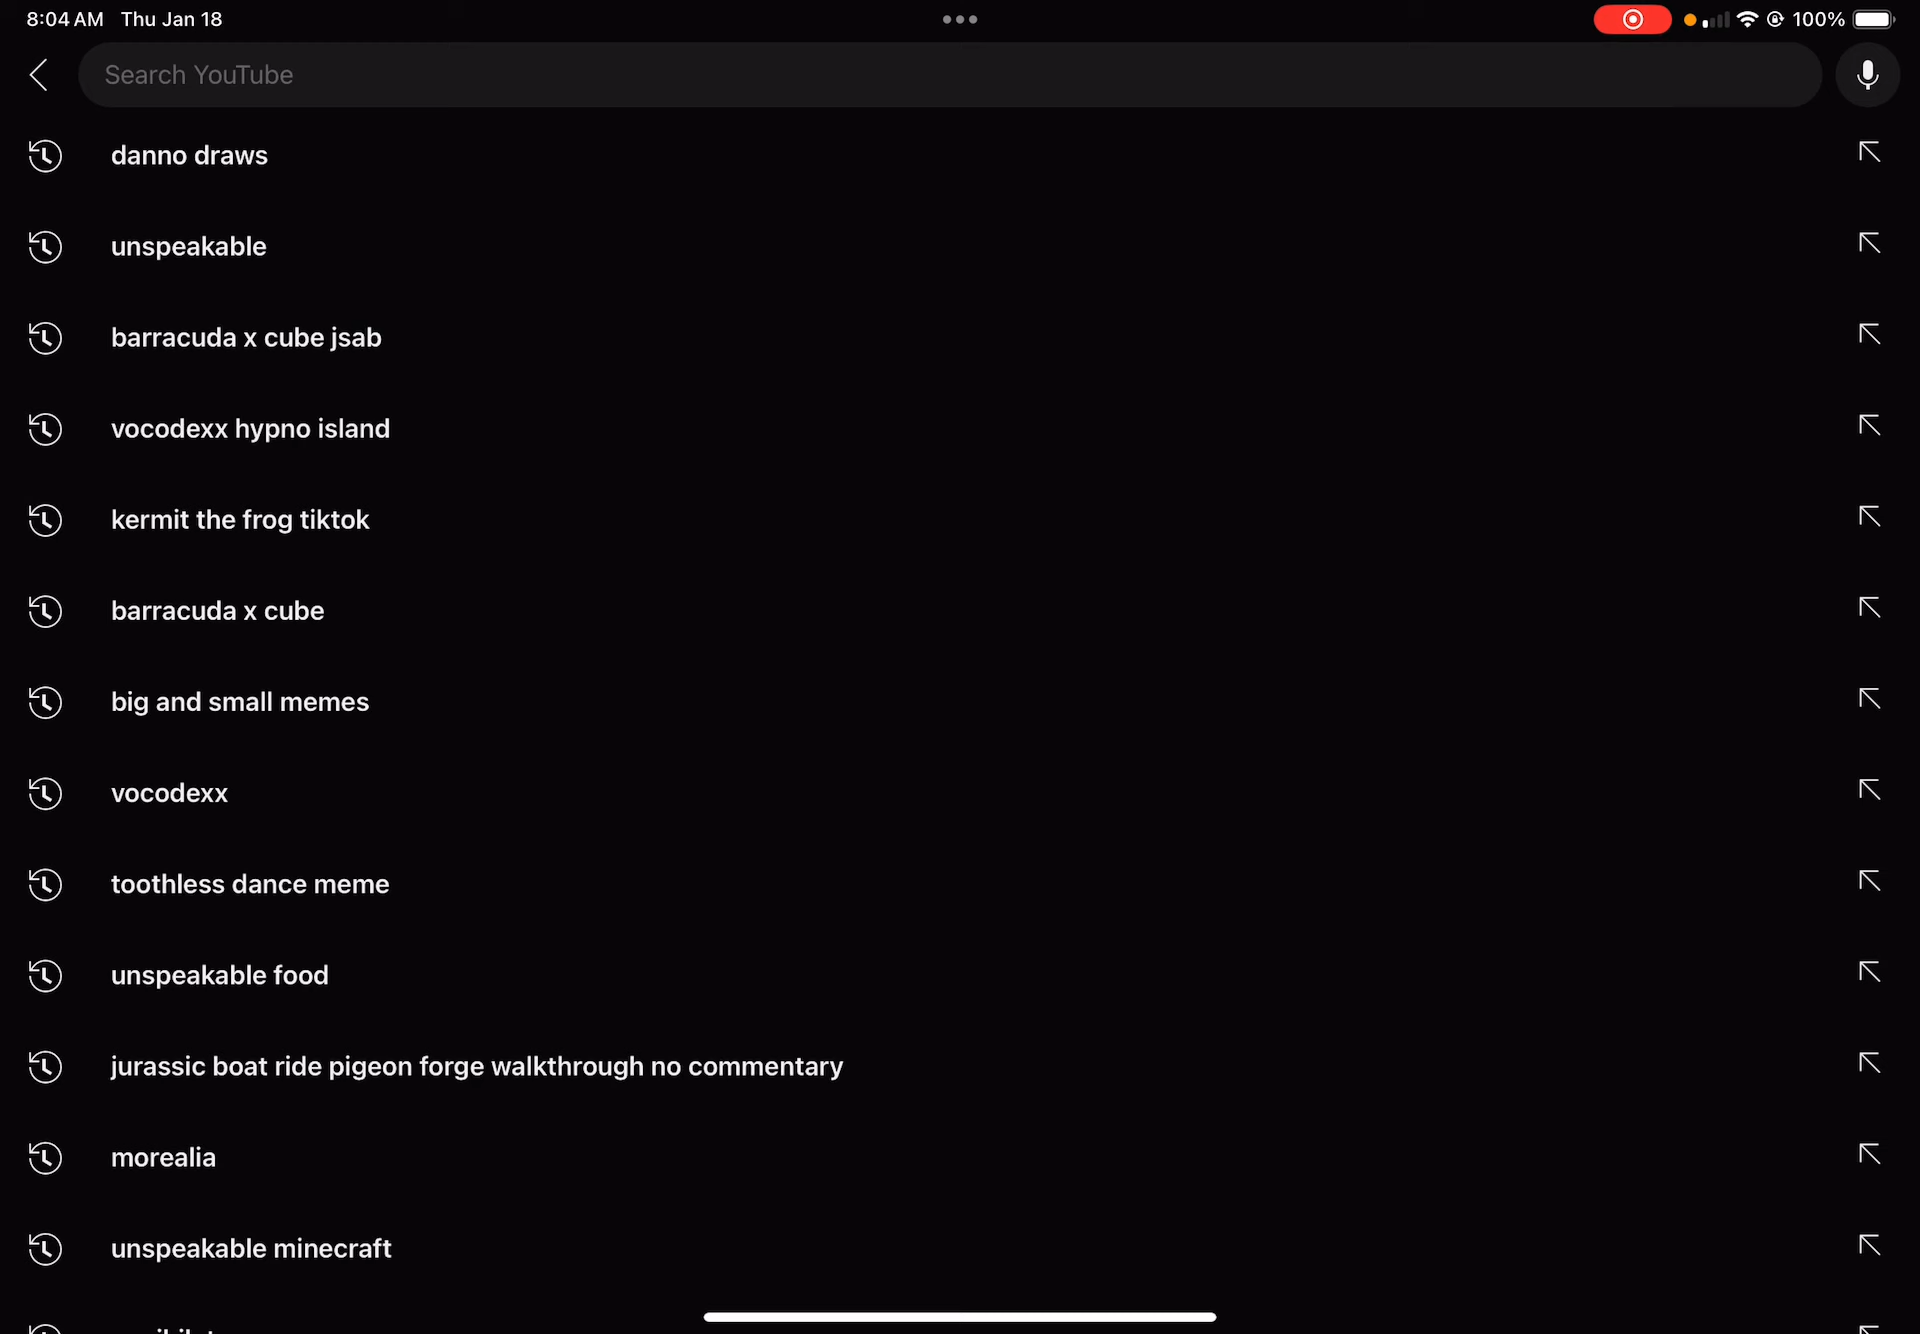 8:04 AM Thu Jan 18
100%
Search YouTube
danno draws
unspeakable
barracuda x cube jsab
vocodexx hypno island
kermit the frog tiktok
barracuda x cube
big and small memes
vocodexx
toothless dance meme
unspeakable food
jurassic boat ride pigeon forge walkthrough no commentary
morealia
unspeakable minecraft